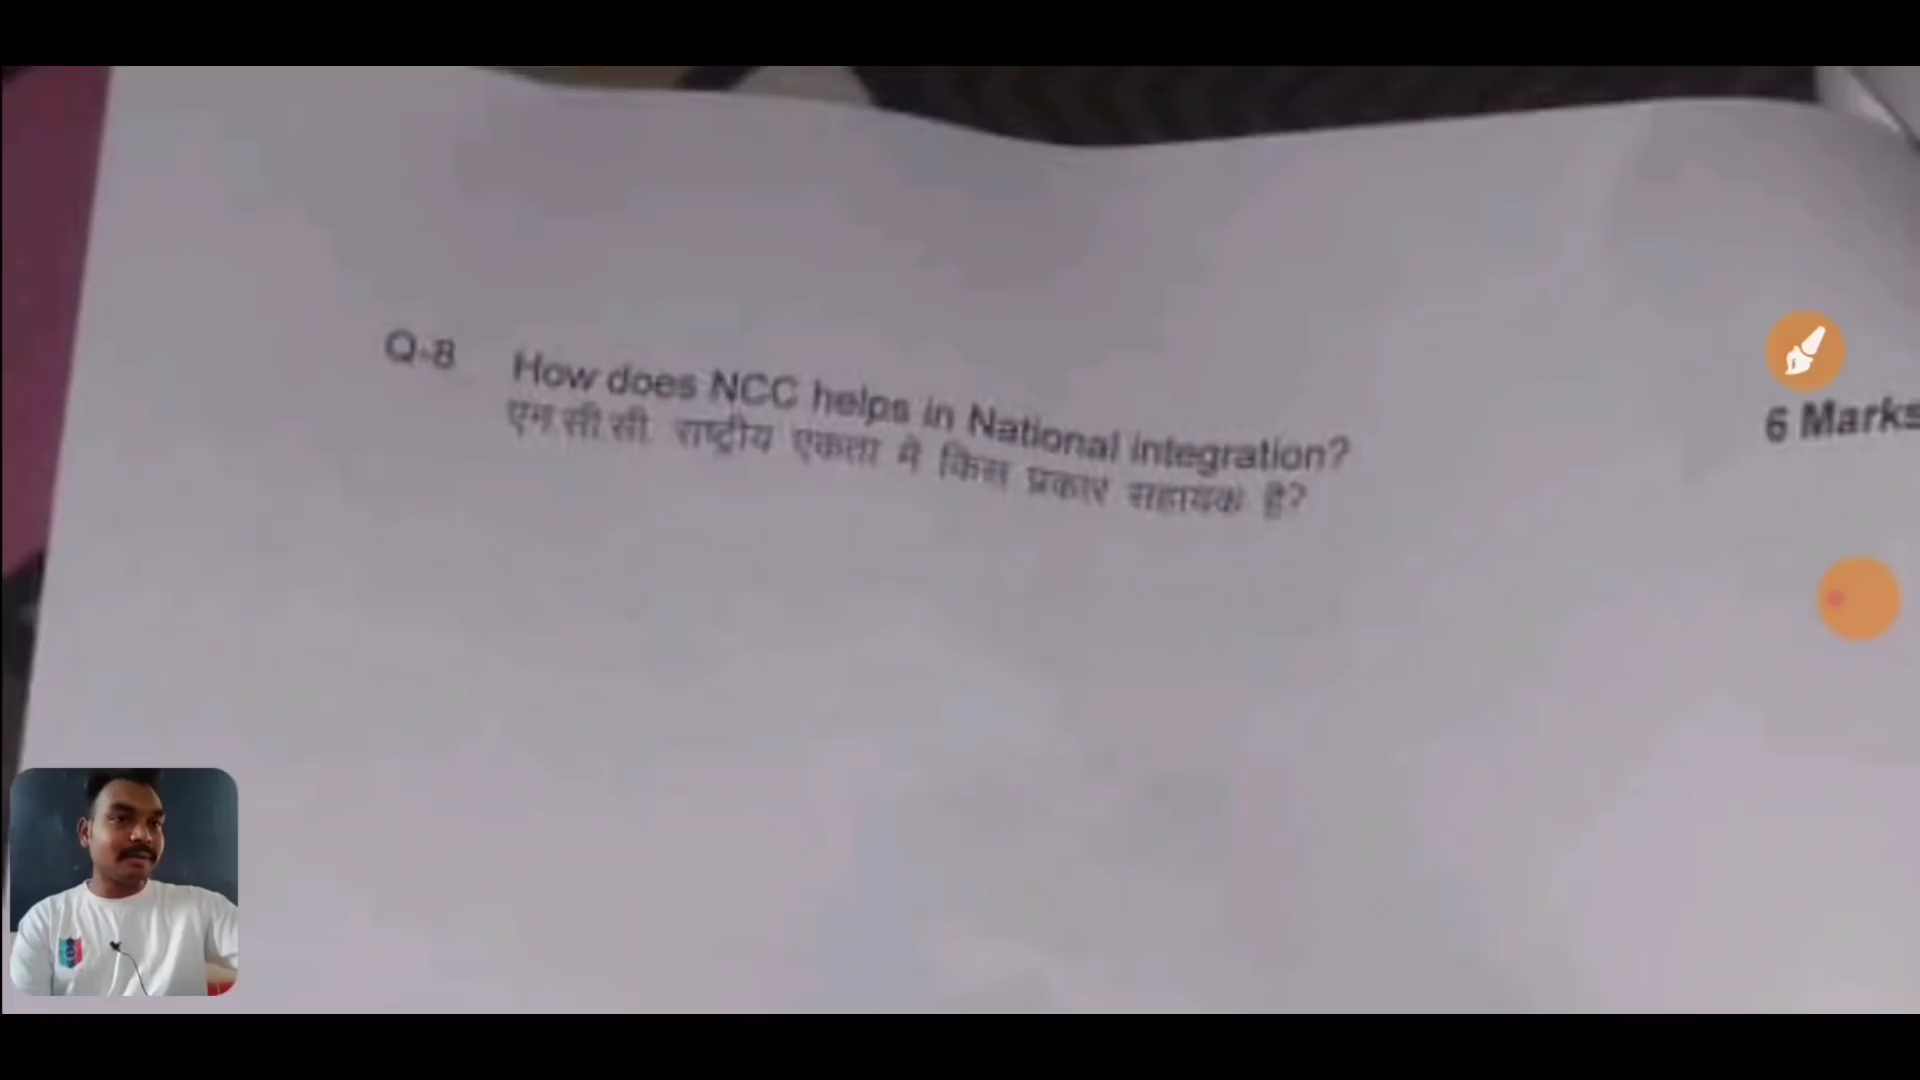 Q-8 How does NCC helps in National integration?
6 Marks
एन.सी.सी. राष्ट्रीय एकता में किस प्रकार सहायक है?